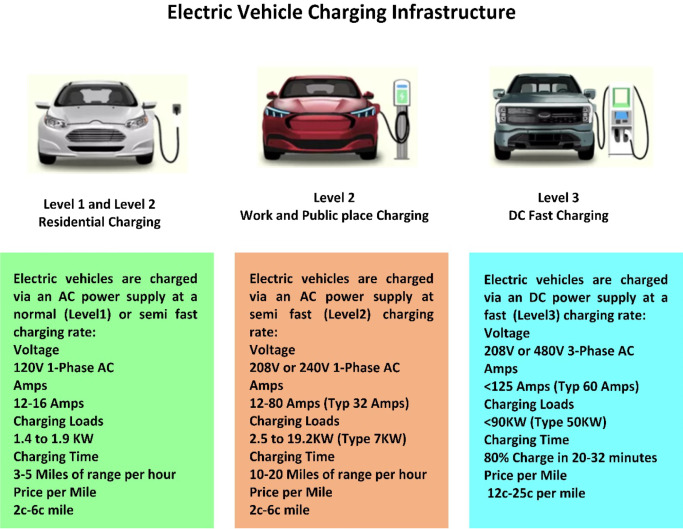 Electric Vehicle Charging Infrastructure
Level 1 and Level 2
Residential Charging
Level 2
Work and Public place Charging
Level 3
DC Fast Charging
Electric vehicles are charged
via an AC power supply at a
normal (Level1) or semi fast
charging rate:
Voltage
120V 1-Phase AC
Amps
12-16 Amps
Charging Loads
1.4 to 1.9 KW
Charging Time
3-5 Miles of range per hour
Price per Mile
2c-6c mile
Electric vehicles are charged
via an AC power supply at
semi fast (Level2) charging
rate:
Voltage
208V or 240V 1-Phase AC
Amps
12-80 Amps (Typ 32 Amps)
Charging Loads
2.5 to 19.2KW (Type 7KW)
Charging Time
10-20 Miles of range per hour
Price per Mile
2c-6c mile
Electric vehicles are charged
via an DC power supply at a
fast (Level3) charging rate:
Voltage
208V or 480V 3-Phase AC
Amps
<125 Amps (Typ 60 Amps)
Charging Loads
<90KW (Type 50KW)
Charging Time
80% Charge in 20-32 minutes
Price per Mile
12c-25c per mile